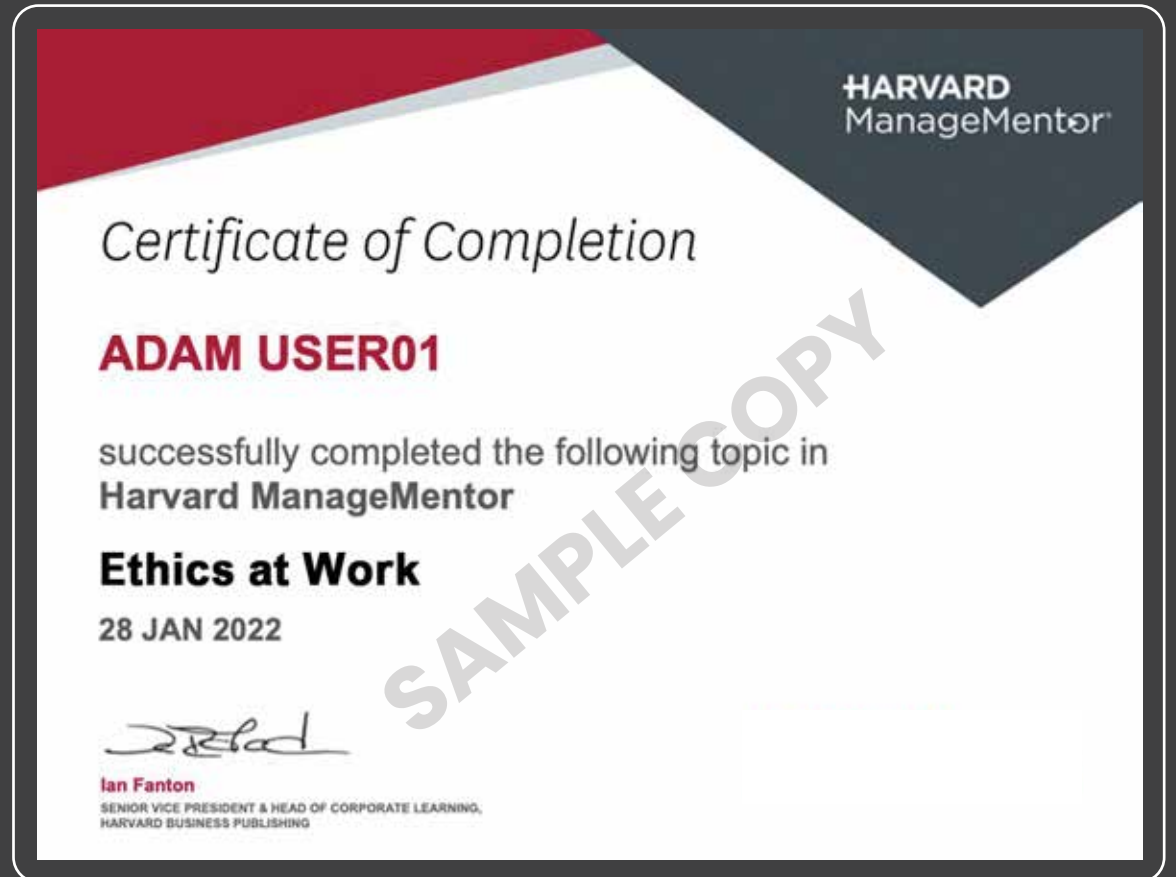 HARVARD
ManageMentor
Certificate of Completion
ADAM USER01
successfully completed the following topic in
Harvard ManageMentor
Ethics at Work
28 JAN 2022
SAMPLE COPY
Ian Fanton
SENIOR VICE PRESIDENT & HEAD OF CORPORATE LEARNING,
HARVARD BUSINESS PUBLISHING